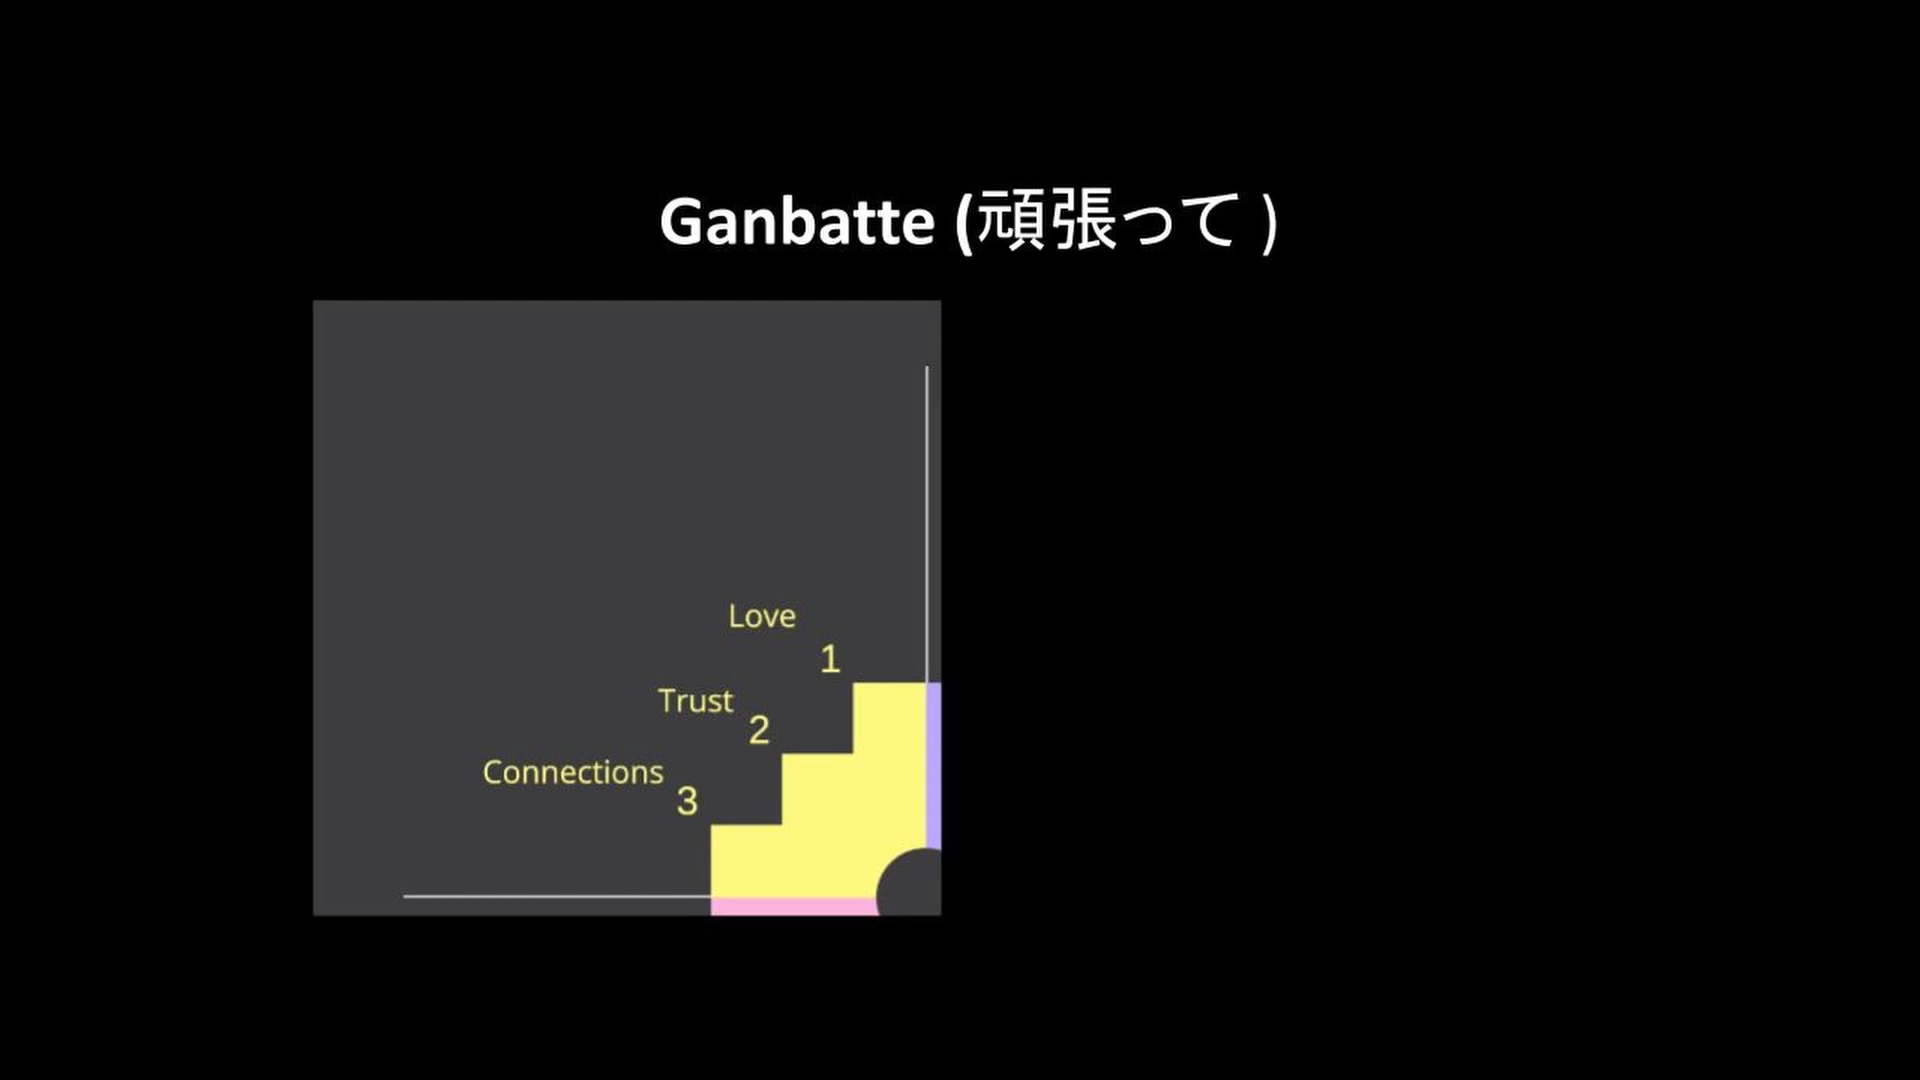 Ganbatte (頑張って )
Love
1
Trust
2
Connections
3